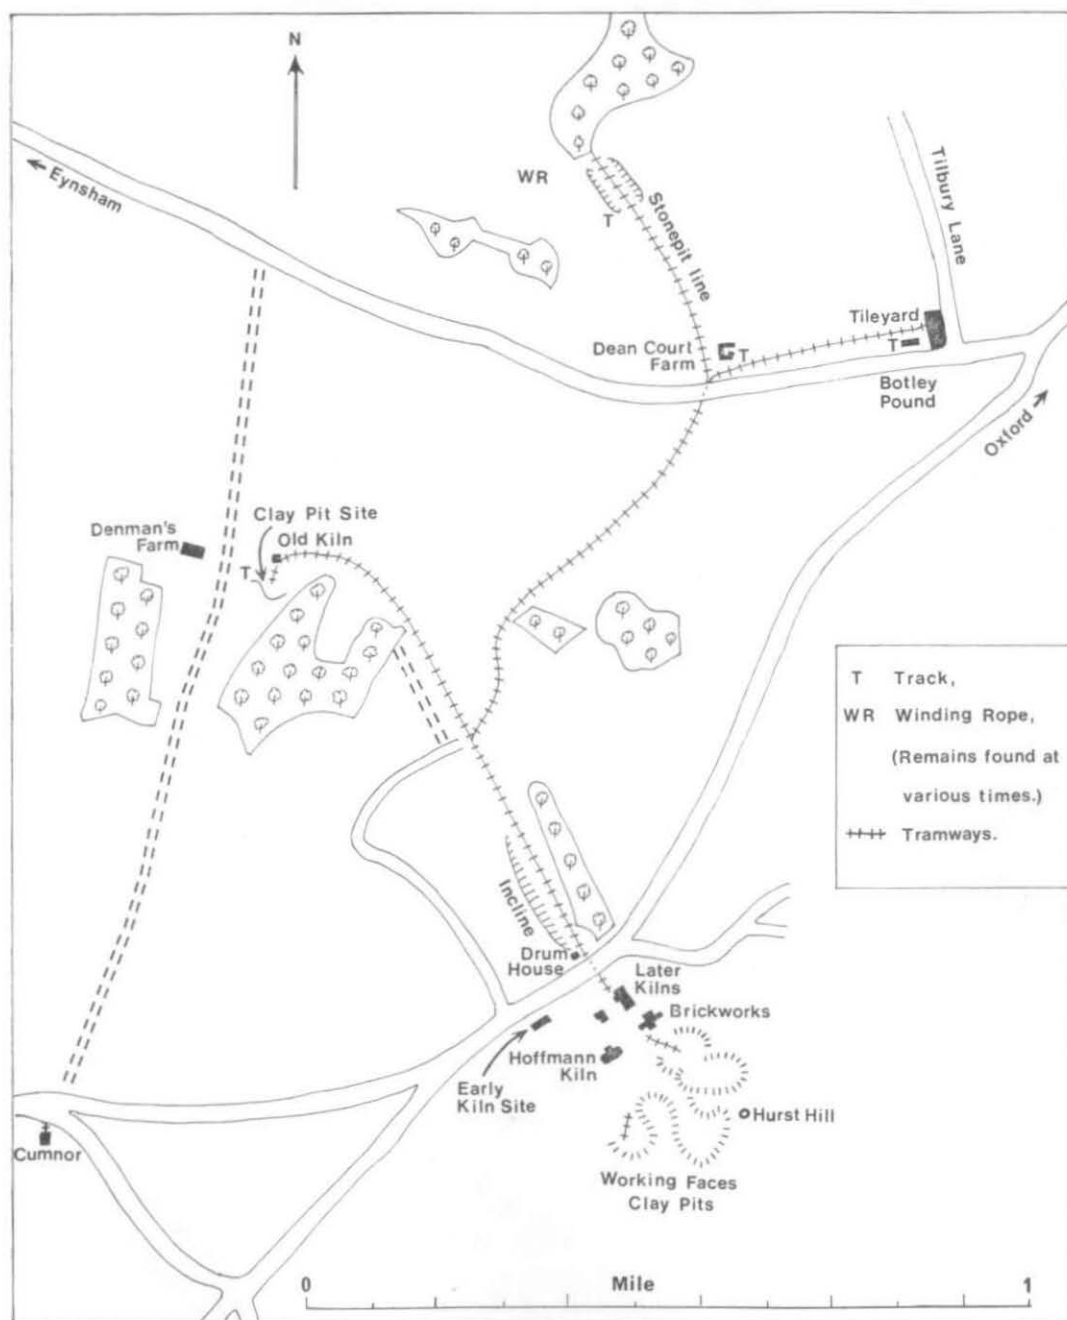 N
Eynsham
WR
T
Stonepit line
Tilbury Lane
Tileyard
Dean Court
Farm
T
T
Botley
Pound
Oxford
Clay Pit Site
Old Kiln
Denman's
Farm
T
T Track,
WR Winding Rope,
(Remains found at
various times.)
Tramways.
Incline
Drum
House
Later
Kilns
Brickworks
Hoffmann
Kiln
Early
Kiln Site
Hurst Hill
Cumnor
Working Faces
Clay Pits
0 Mile 1